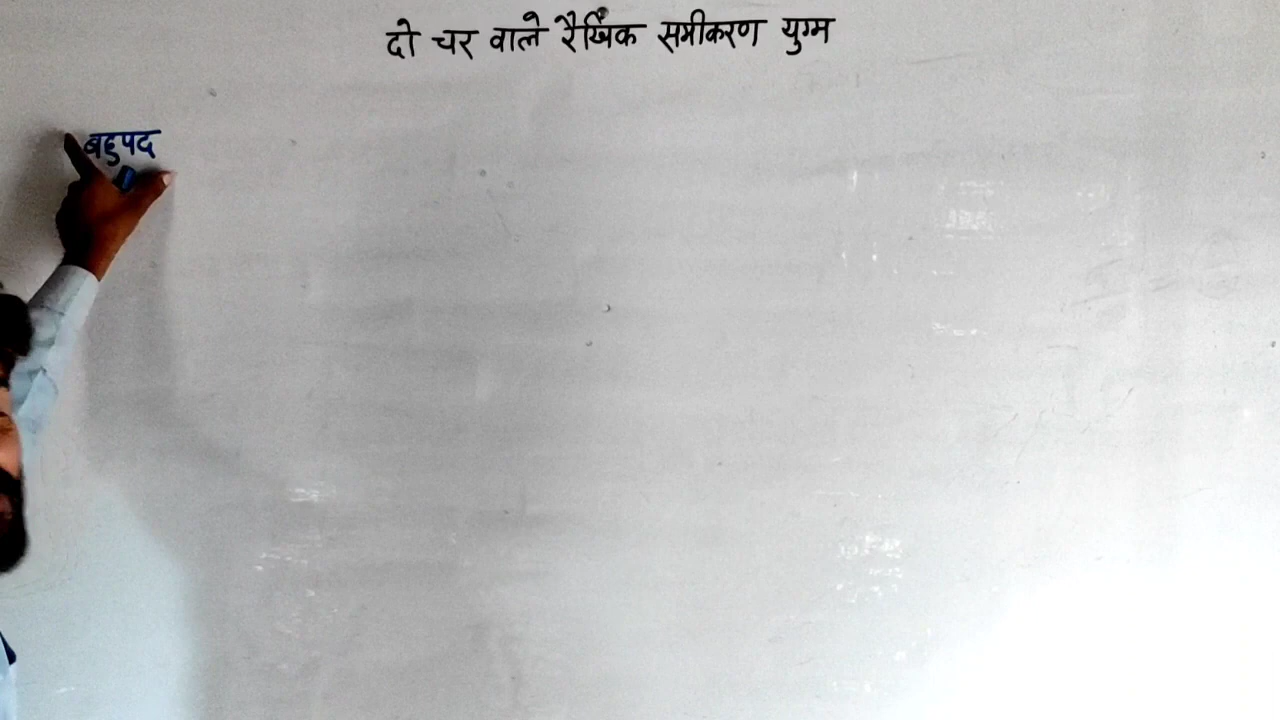 दो चर वाले रैखिक समीकरण युग्म
बहुपद